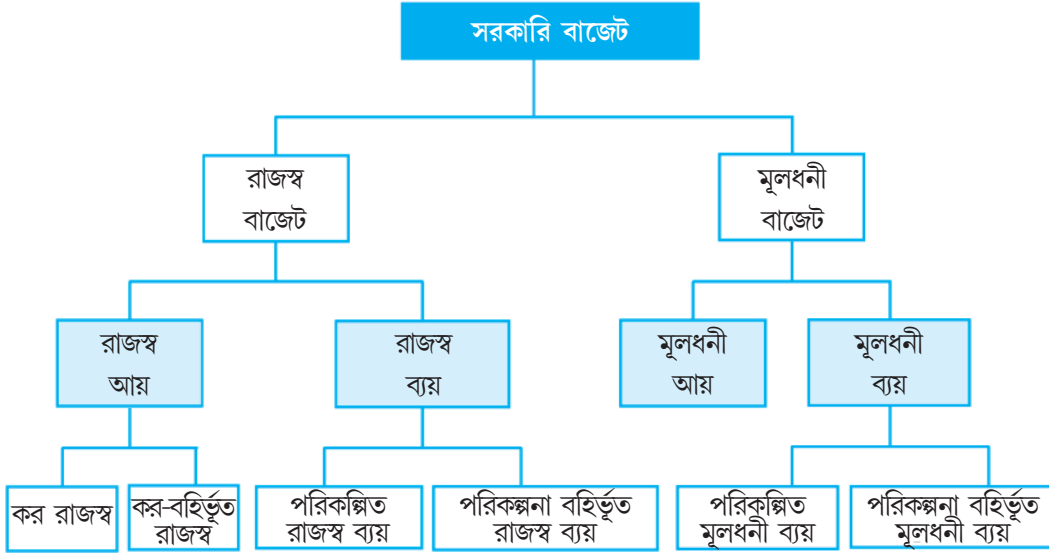 সরকারি বাজেট
রাজস্ব
বাজেট
মূলধনী
বাজেট
রাজস্ব
আয়
রাজস্ব
ব্যয়
মূলধনী
আয়
মূলধনী
ব্যয়
কর রাজস্ব
কর-বহির্ভূত
রাজস্ব
পরিকল্পিত
রাজস্ব ব্যয়
পরিকল্পনা বহির্ভূত
রাজস্ব ব্যয়
পরিকল্পিত
মূলধনী ব্যয়
পরিকল্পনা বহির্ভূত
মূলধনী ব্যয়